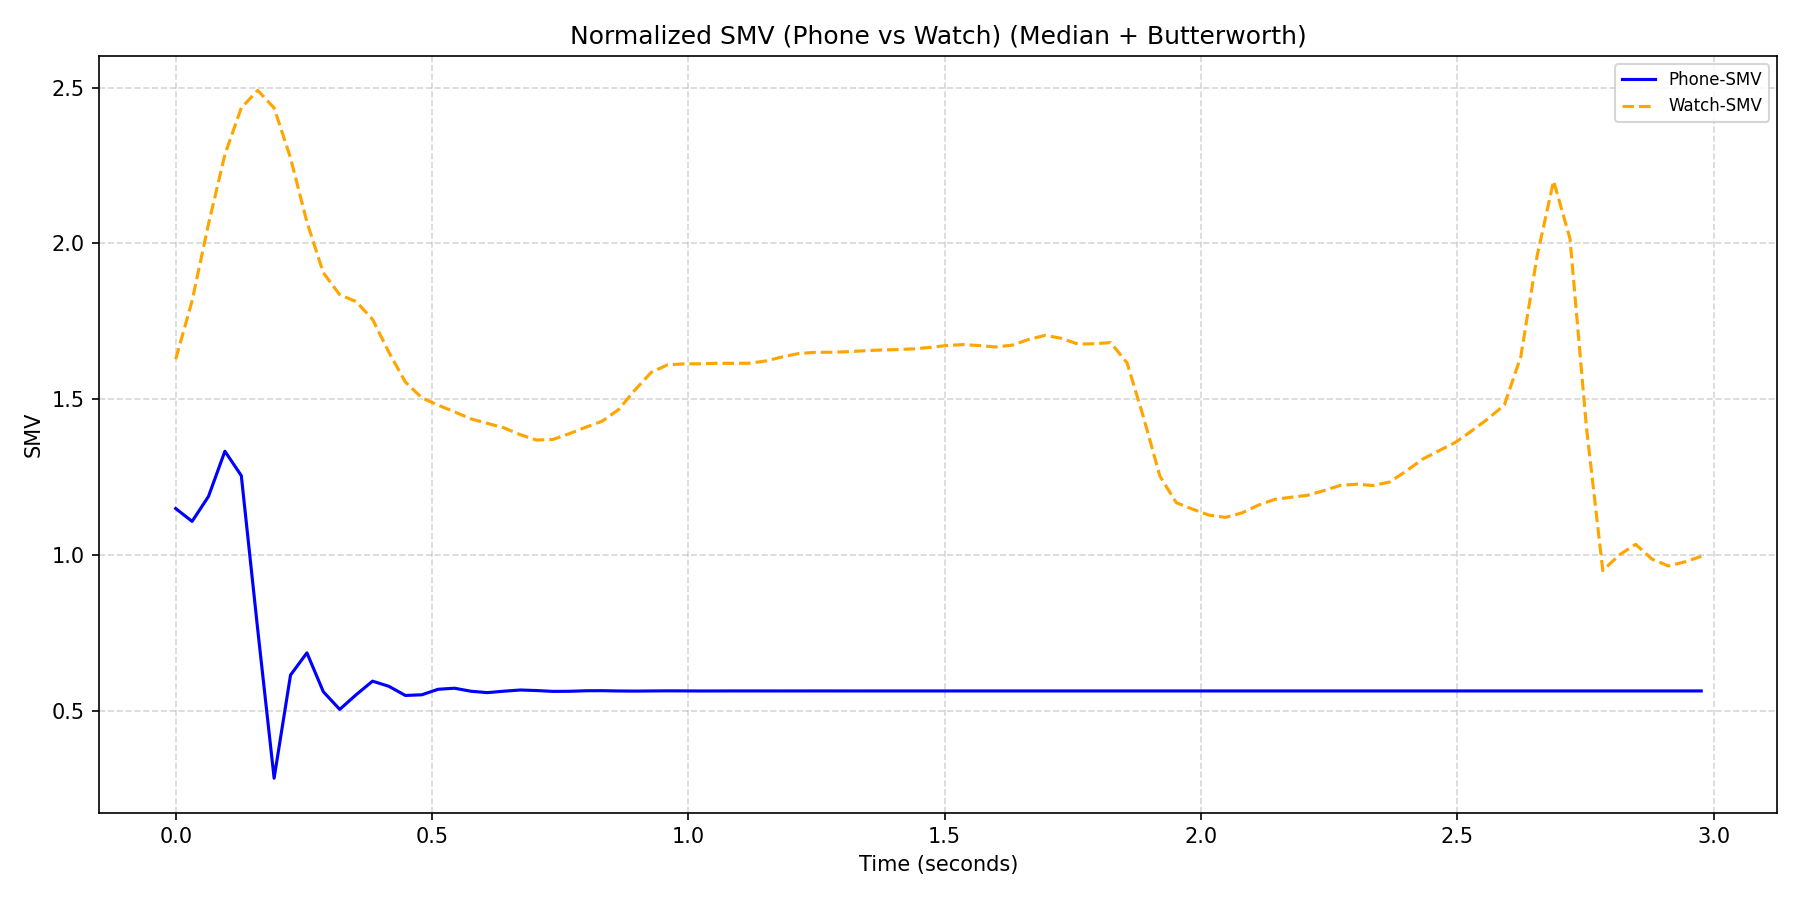 Normalized SMV (Phone vs Watch) (Median + Butterworth)
Phone-SMV
Watch-SMV
SMV
2.5
2.0
1.5
1.0
0.5
0.0 0.5 1.0 1.5 2.0 2.5 3.0
Time (seconds)